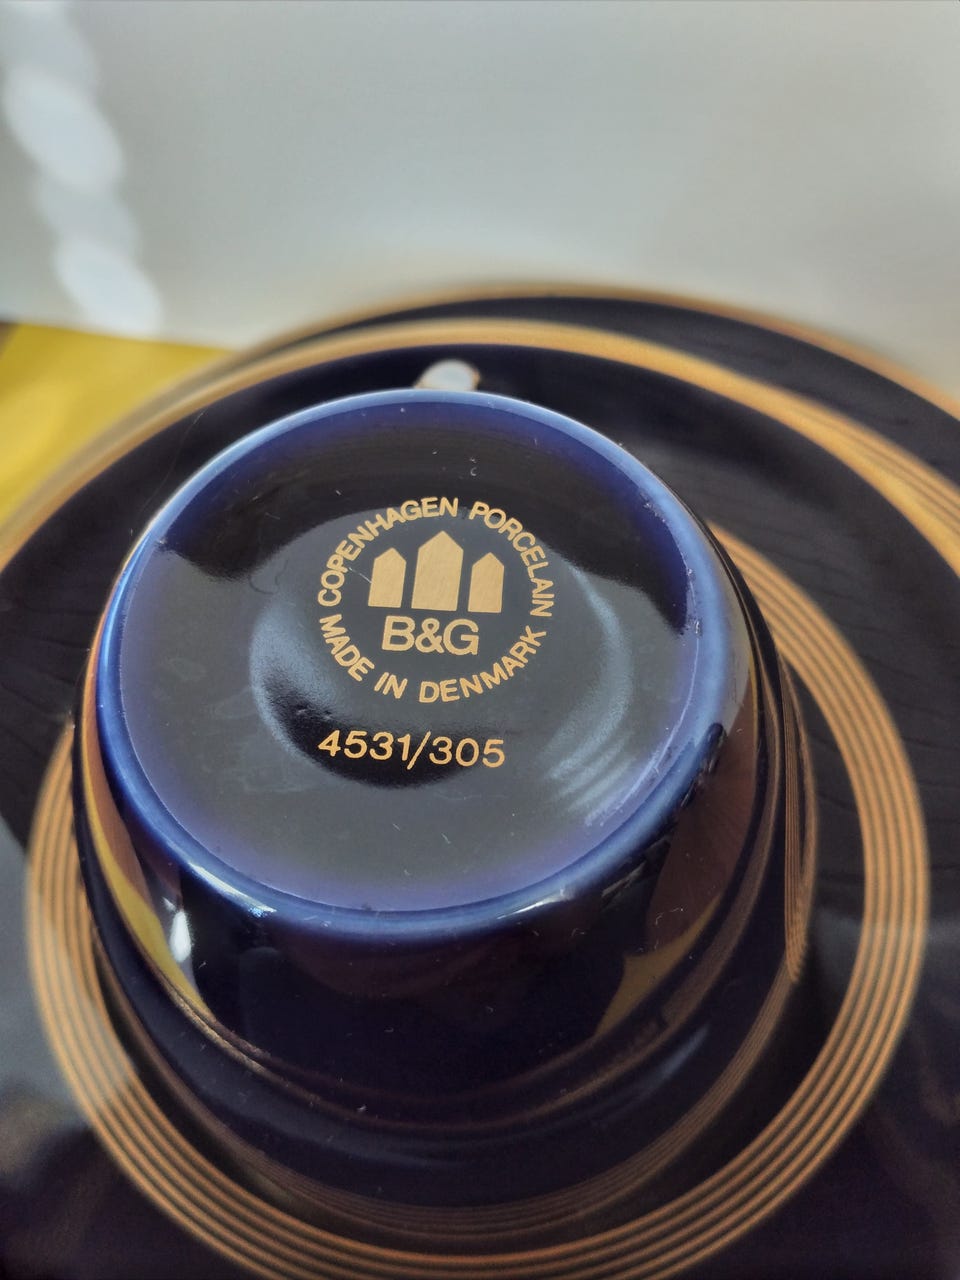 COPENHAGEN PORCELAIN
B&G
MADE IN DENMARK
4531/305